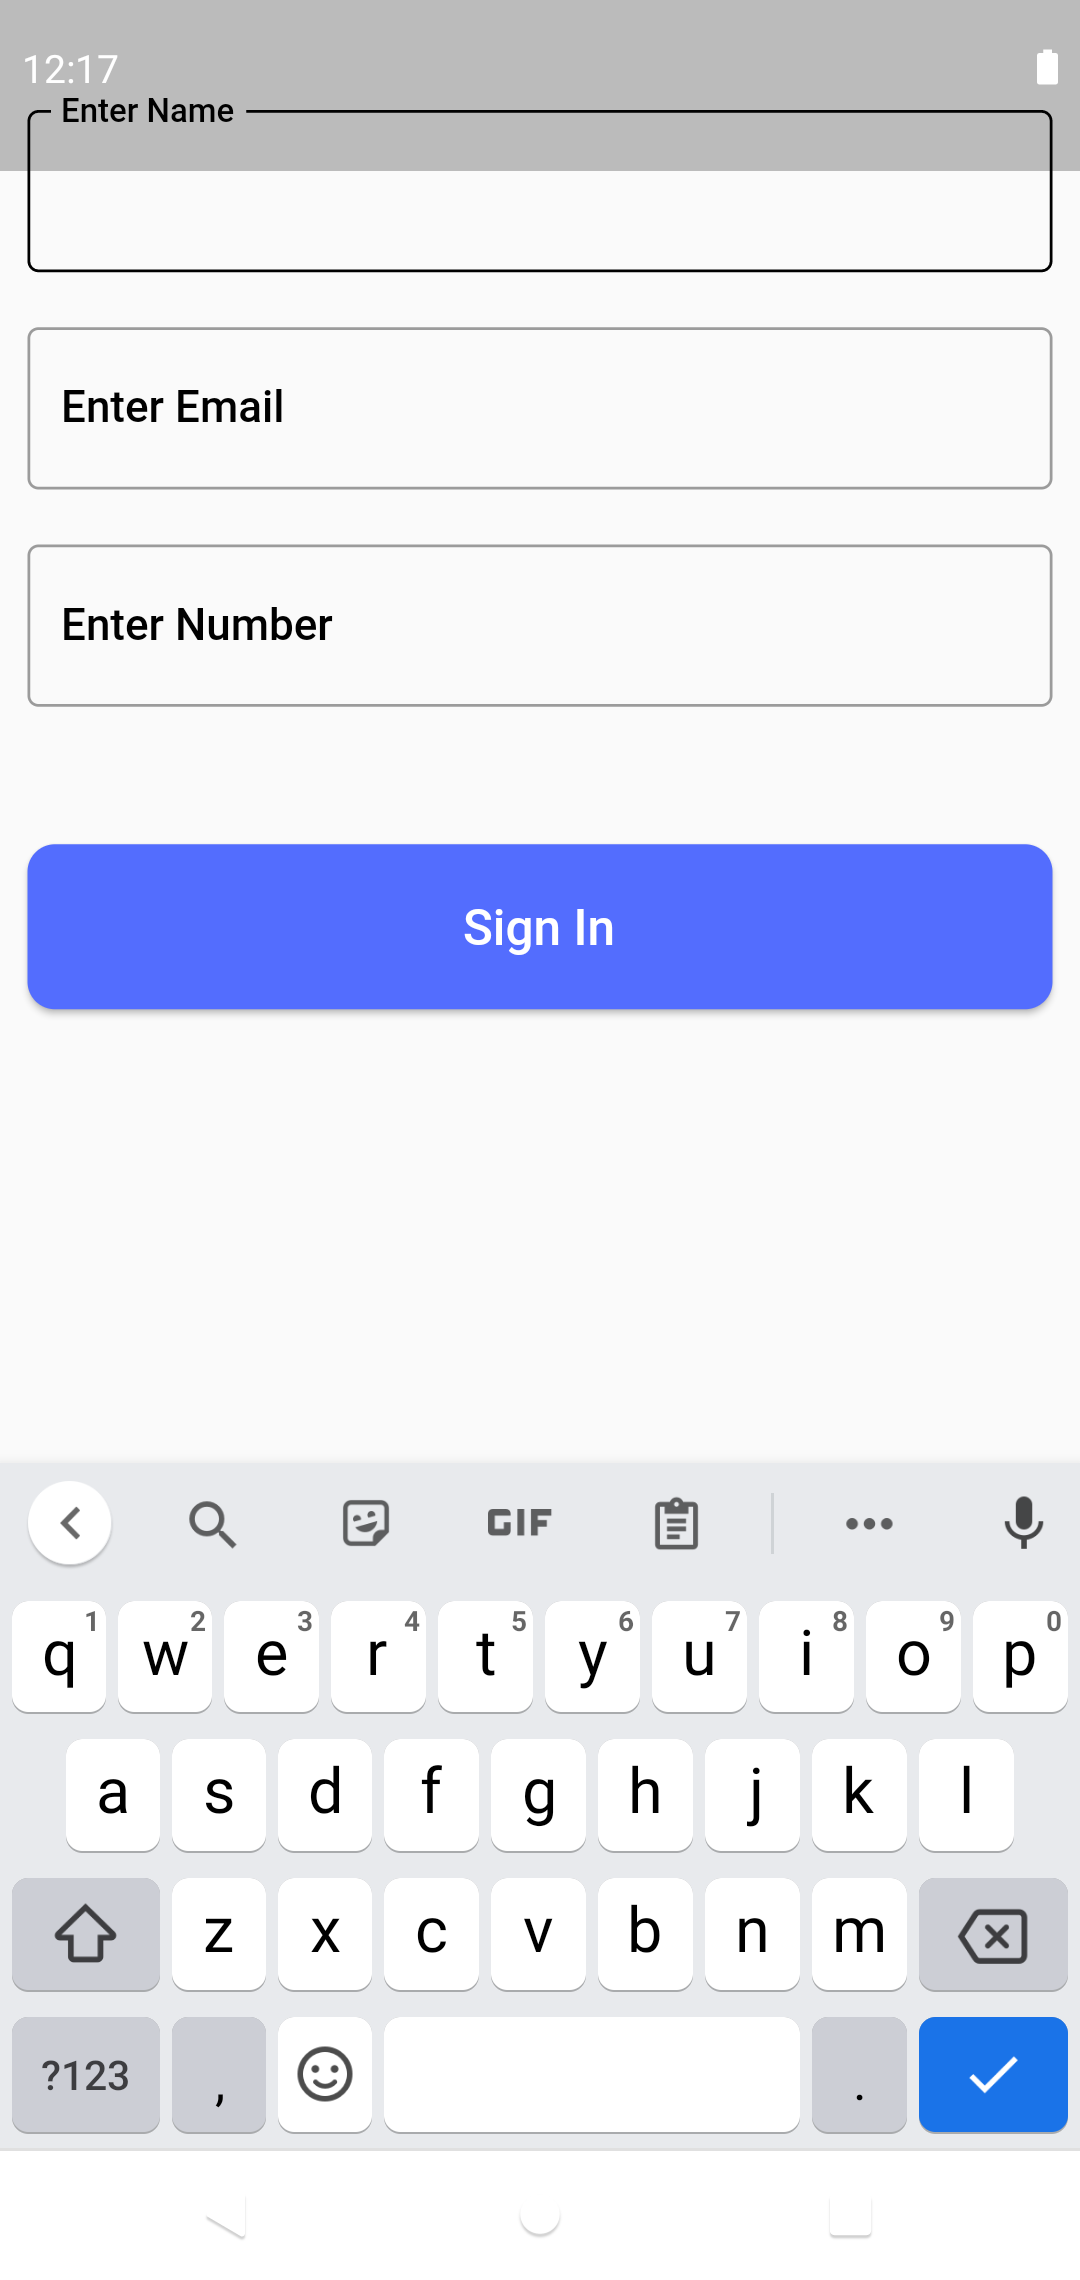 12:17
Enter Name
Enter Email
Enter Number
Sign In
GIF
q 1 w 2 e 3 r 4 t 5 y 6 u 7 i 8 o 9 p 0
a s d f g h j k l
z x c v b n m
?123 , .